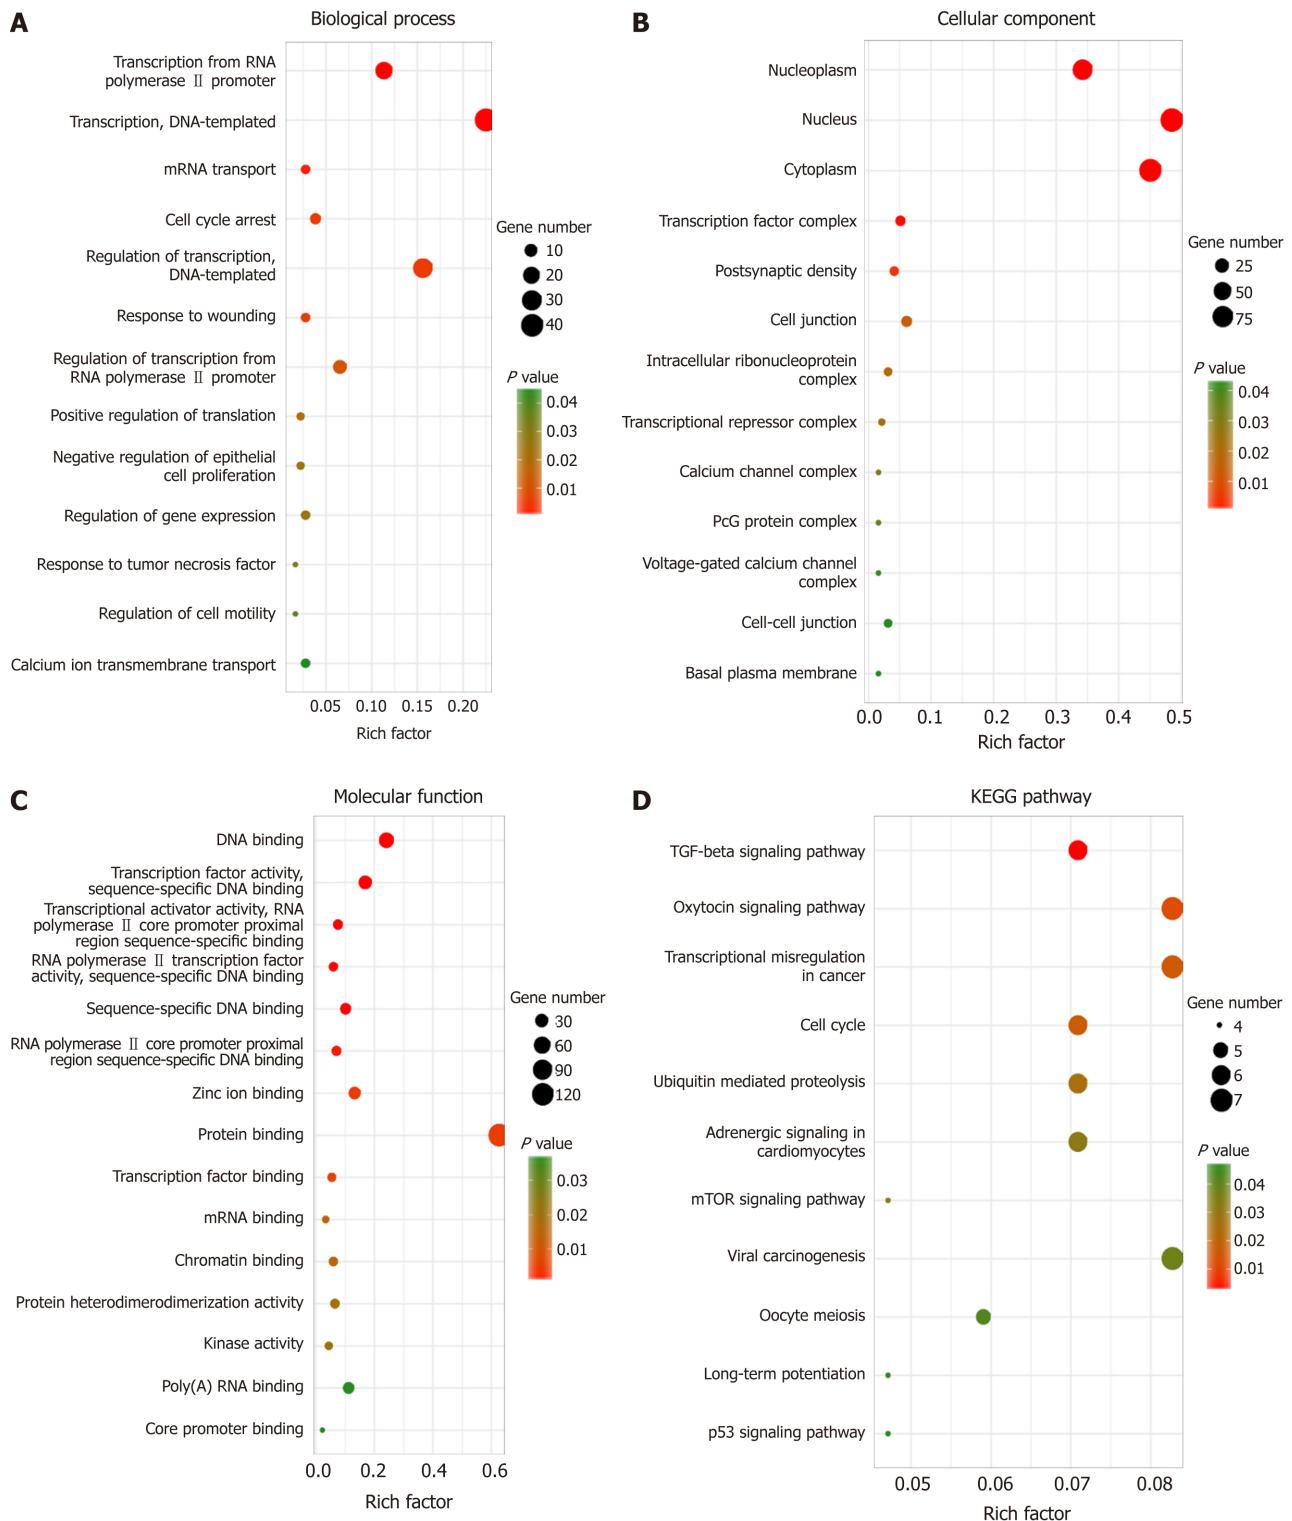 A
Biological process
Transcription from RNA
polymerase Ⅱ promoter
Transcription, DNA-templated
mRNA transport
Cell cycle arrest
Regulation of transcription,
DNA-templated
Response to wounding
Regulation of transcription from
RNA polymerase Ⅱ promoter
Positive regulation of translation
Negative regulation of epithelial
cell proliferation
Regulation of gene expression
Response to tumor necrosis factor
Regulation of cell motility
Calcium ion transmembrane transport
0.05 0.10 0.15 0.20
Rich factor
Gene number
10
20
30
40
P value
0.04
0.03
0.02
0.01
B
Cellular component
Nucleoplasm
Nucleus
Cytoplasm
Transcription factor complex
Postsynaptic density
Cell junction
Intracellular ribonucleoprotein
complex
Transcriptional repressor complex
Calcium channel complex
PcG protein complex
Voltage-gated calcium channel
complex
Cell-cell junction
Basal plasma membrane
0.0 0.1 0.2 0.3 0.4 0.5
Rich factor
Gene number
25
50
75
P value
0.04
0.03
0.02
0.01
C
Molecular function
DNA binding
Transcription factor activity,
sequence-specific DNA binding
Transcriptional activator activity, RNA
polymerase Ⅱ core promoter proximal
region sequence-specific binding
RNA polymerase Ⅱ transcription factor
activity, sequence-specific DNA binding
Sequence-specific DNA binding
RNA polymerase Ⅱ core promoter proximal
region sequence-specific DNA binding
Zinc ion binding
Protein binding
Transcription factor binding
mRNA binding
Chromatin binding
Protein heterodimerodimerization activity
Kinase activity
Poly(A) RNA binding
Core promoter binding
0.0 0.2 0.4 0.6
Rich factor
Gene number
30
60
90
120
P value
0.03
0.02
0.01
D
KEGG pathway
TGF-beta signaling pathway
Oxytocin signaling pathway
Transcriptional misregulation
in cancer
Cell cycle
Ubiquitin mediated proteolysis
Adrenergic signaling in
cardiomyocytes
mTOR signaling pathway
Viral carcinogenesis
Oocyte meiosis
Long-term potentiation
p53 signaling pathway
0.05 0.06 0.07 0.08
Rich factor
Gene number
4
5
6
7
P value
0.04
0.03
0.02
0.01